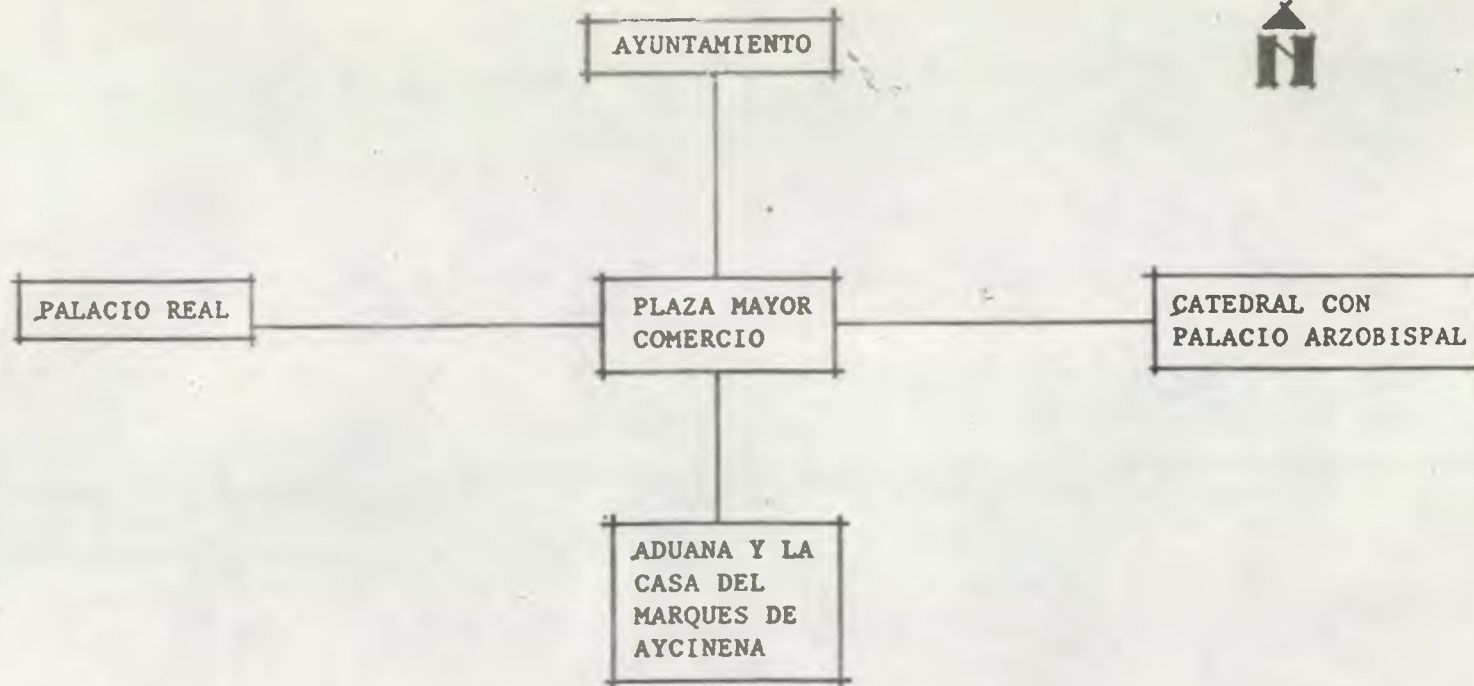 AYUNTAMIENTO
N
PALACIO REAL
PLAZA MAYOR
COMERCIO
CATEDRAL CON
PALACIO ARZOBISPAL
ADUANA Y LA
CASA DEL
MARQUES DE
AYCINENA